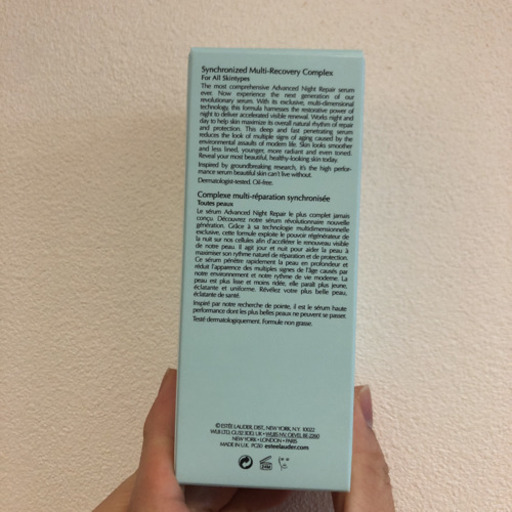 Synchronized Multi-Recovery Complex
For All Skintypes
The most comprehensive Advanced Night Repair serum
ever. Now experience the next generation of our
revolutionary serum. With its exclusive, multi-dimensional
technology, this formula harnesses the restorative power of
night to deliver accelerated visible renewal. Works night and
day to help skin maximize its overall natural rhythm of repair
and protection. This deep and fast penetrating serum
reduces the look of multiple signs of aging caused by the
environmental assaults of modern life. Skin looks smoother
and less lined, younger, more radiant and even toned.
Reveal your most beautiful, healthy-looking skin today.
Inspired by groundbreaking research, it's the high perfor-
mance serum beautiful skin can't live without.
Dermatologist-tested. Oil-free.
Complexe multi-réparation synchronisée
Toutes peaux
Le sérum Advanced Night Repair le plus complet jamais
conçu. Découvrez notre sérum révolutionnaire nouvelle
génération. Grâce à sa technologie multidimensionnelle
exclusive, cette formule exploite le pouvoir régénérateur de
la nuit sur nos cellules afin d'accélérer le renouveau visible
de notre peau. Il agit jour et nuit pour aider la peau à
maximiser son rythme naturel de réparation et de protection.
Ce sérum pénètre rapidement la peau en profondeur et
réduit l'apparence des multiples signes de l'âge causés par
notre environnement et notre rythme de vie moderne. La
peau est plus lisse et moins ridée, elle paraît plus jeune,
éclatante et uniforme. Révélez votre plus belle peau,
éclatante de santé.
Inspiré par notre recherche de pointe, il est le sérum haute
performance dont les plus belles peaux ne peuvent se passer.
Testé dermatologiquement. Formule non grasse.
© ESTÉE LAUDER, DIST., NEW YORK, N.Y. 10022
NEW YORK • LONDON • PARIS
MADE IN U.K.
esteelauder.com
24M